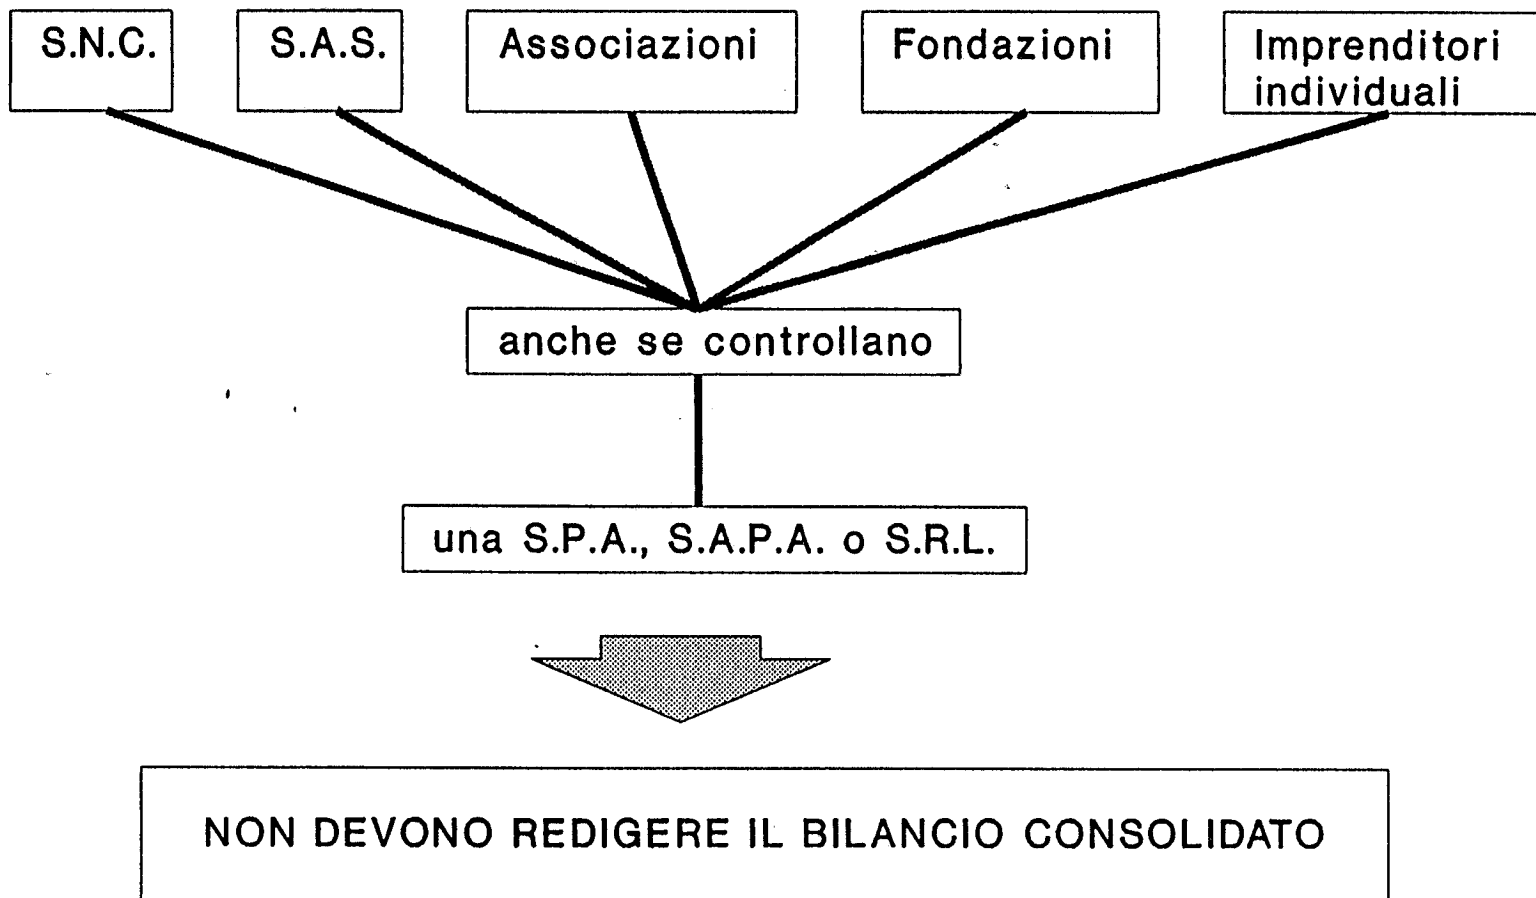 S.N.C.
S.A.S.
Associazioni
Fondazioni
Imprenditori
individuali
anche se controllano
una S.P.A., S.A.P.A. o S.R.L.
NON DEVONO REDIGERE IL BILANCIO CONSOLIDATO